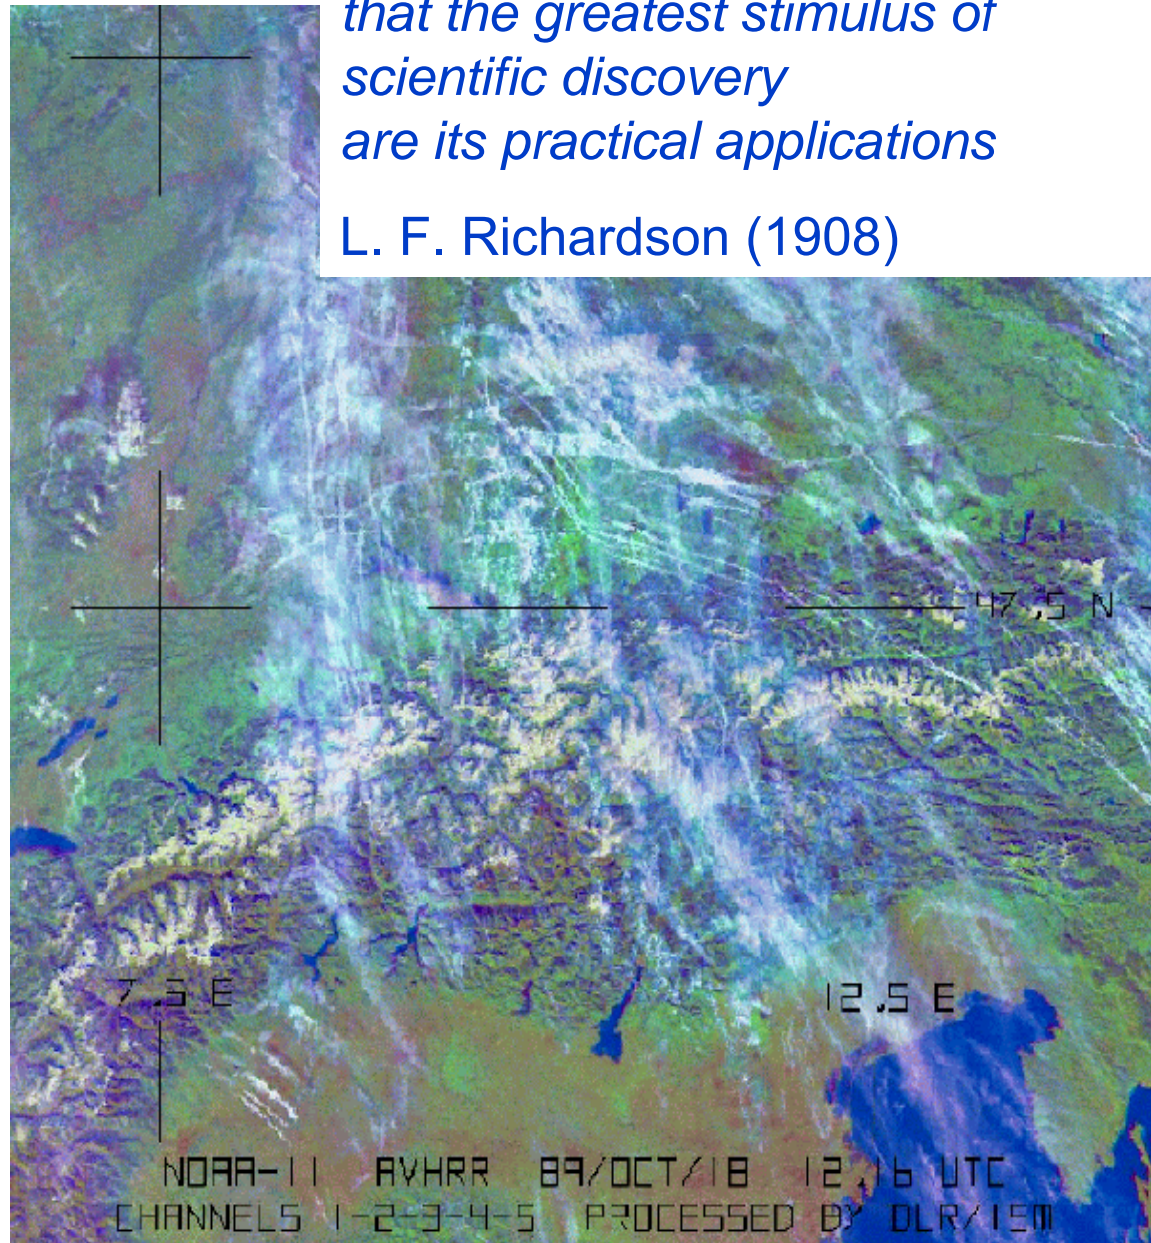 that the greatest stimulus of
scientific discovery
are its practical applications
L. F. Richardson (1908)
47.5 N
7.5 E
12.5 E
NOAA-11 AVHRR 89/OCT/18 12.16 UTC
CHANNELS 1-2-3-4-5 PROCESSED BY DLR/ISM